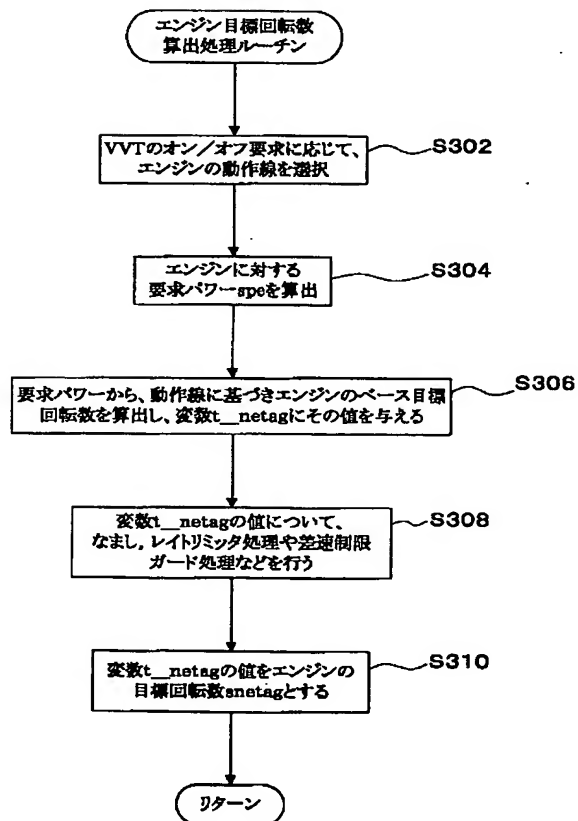 エンジン目標回転数
算出処理ルーチン
VVTのオン/オフ要求に応じて、
エンジンの動作線を選択
S302
エンジンに対する
要求パワーspeを算出
S304
要求パワーから、動作線に基づきエンジンのベース目標
回転数を算出し、変数t__netagにその値を与える
S306
変数t__netagの値について、
なまし，レイトリミッタ処理や差速制限
ガード処理などを行う
S308
変数t__netagの値をエンジンの
目標回転数snetagとする
S310
リターン